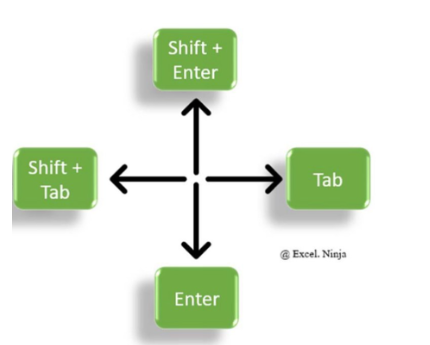 Shift +
Enter
Shift +
Tab
Tab
@ Excel. Ninja
Enter